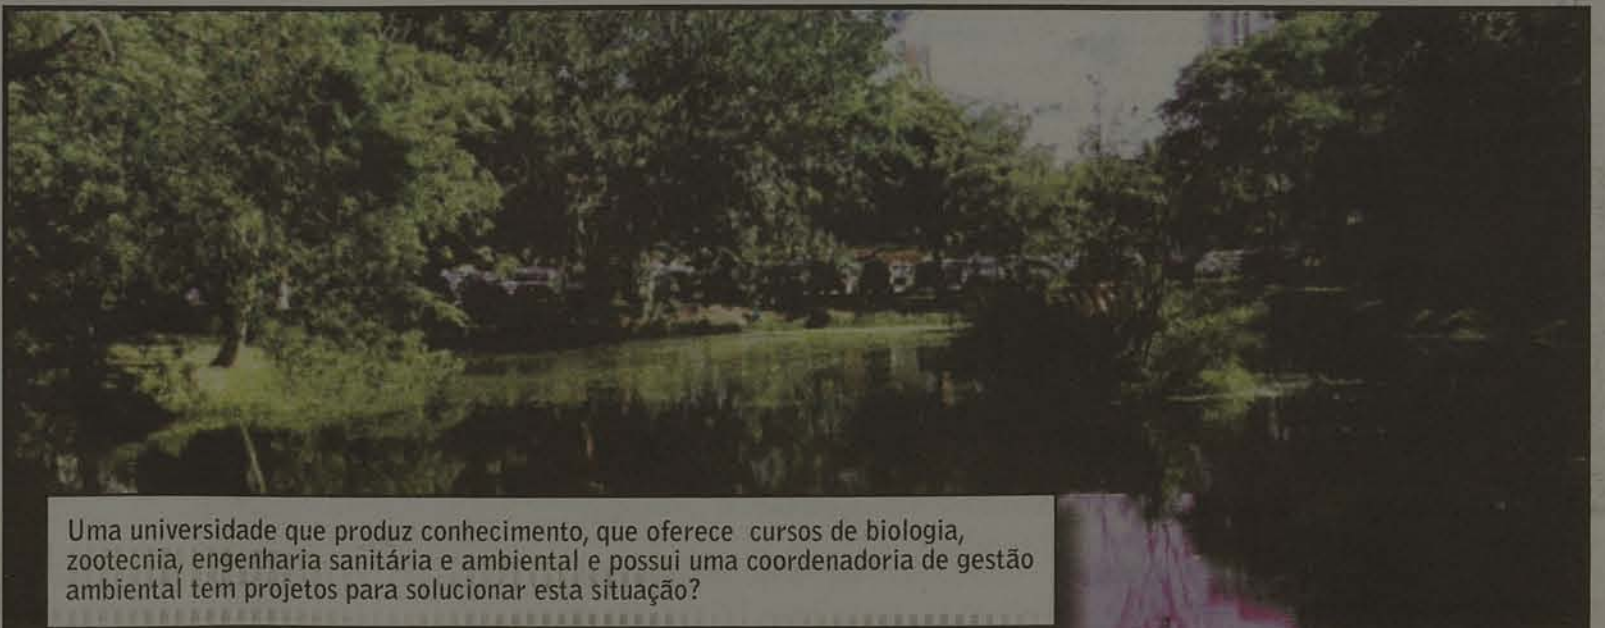 Uma universidade que produz conhecimento, que oferece cursos de biologia,
zootecnia, engenharia sanitária e ambiental e possui uma coordenadoria de gestão
ambiental tem projetos para solucionar esta situação?